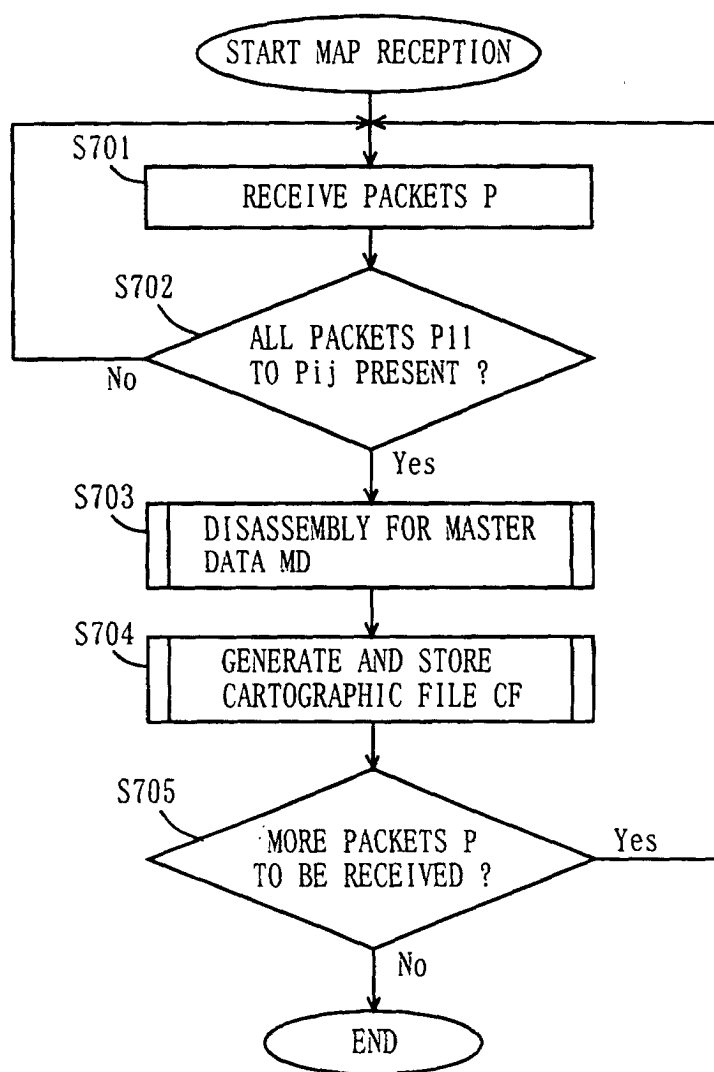 START MAP RECEPTION
S701
RECEIVE PACKETS P
S702
ALL PACKETS P11
TO Pij PRESENT ?
No
Yes
S703
DISASSEMBLY FOR MASTER
DATA MD
S704
GENERATE AND STORE
CARTOGRAPHIC FILE CF
S705
MORE PACKETS P
TO BE RECEIVED ?
Yes
No
END